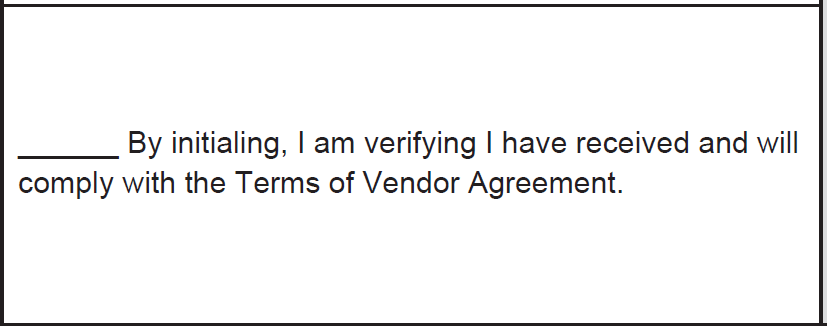 ______ By initialing, I am verifying I have received and will
comply with the Terms of Vendor Agreement.